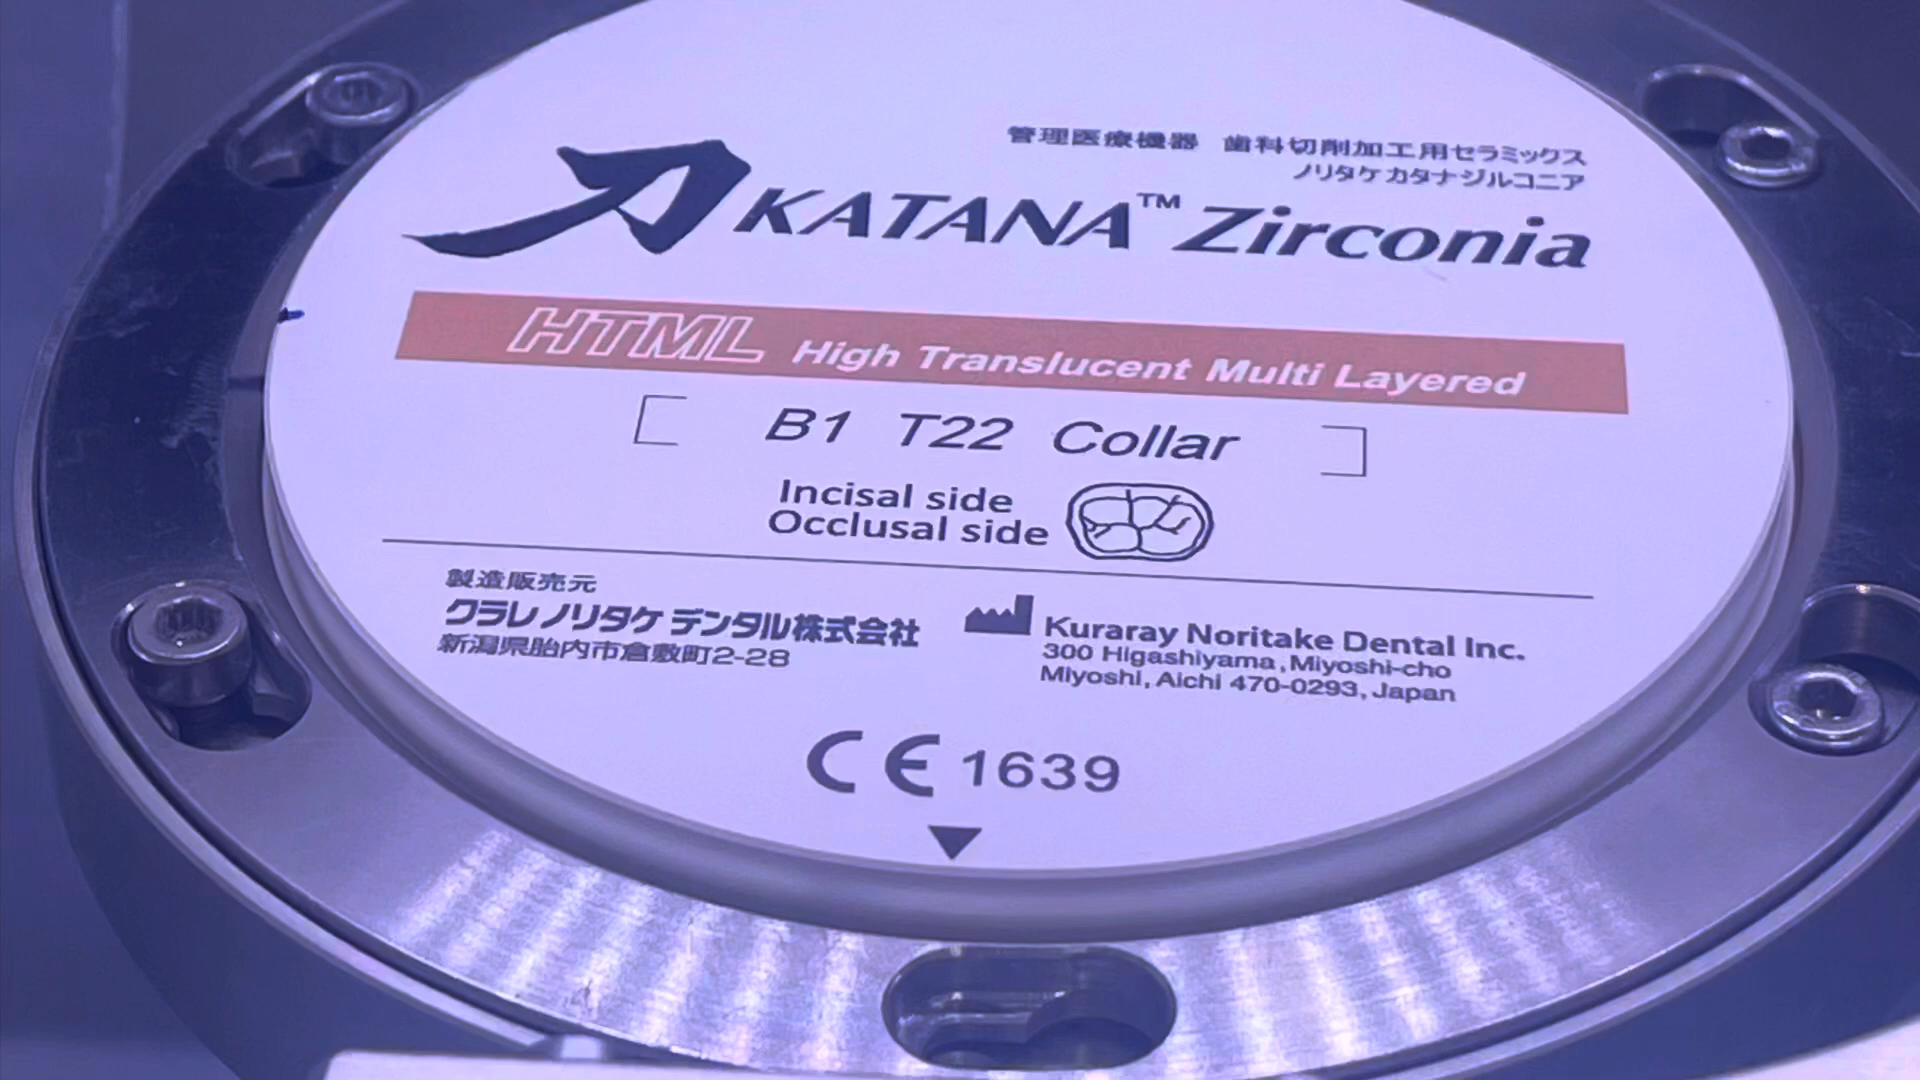 管理医療機器 歯科切削加工用セラミックス
ノリタケカタナジルコニア
刀 KATANA™ Zirconia
HTML High Translucent Multi Layered
[ B1 T22 Collar ]
Incisal side
Occlusal side
製造販売元
クラレノリタケデンタル株式会社
新潟県胎内市倉敷町2-28
Kuraray Noritake Dental Inc.
300 Higashiyama, Miyoshi-cho
Miyoshi, Aichi 470-0293, Japan
CE 1639